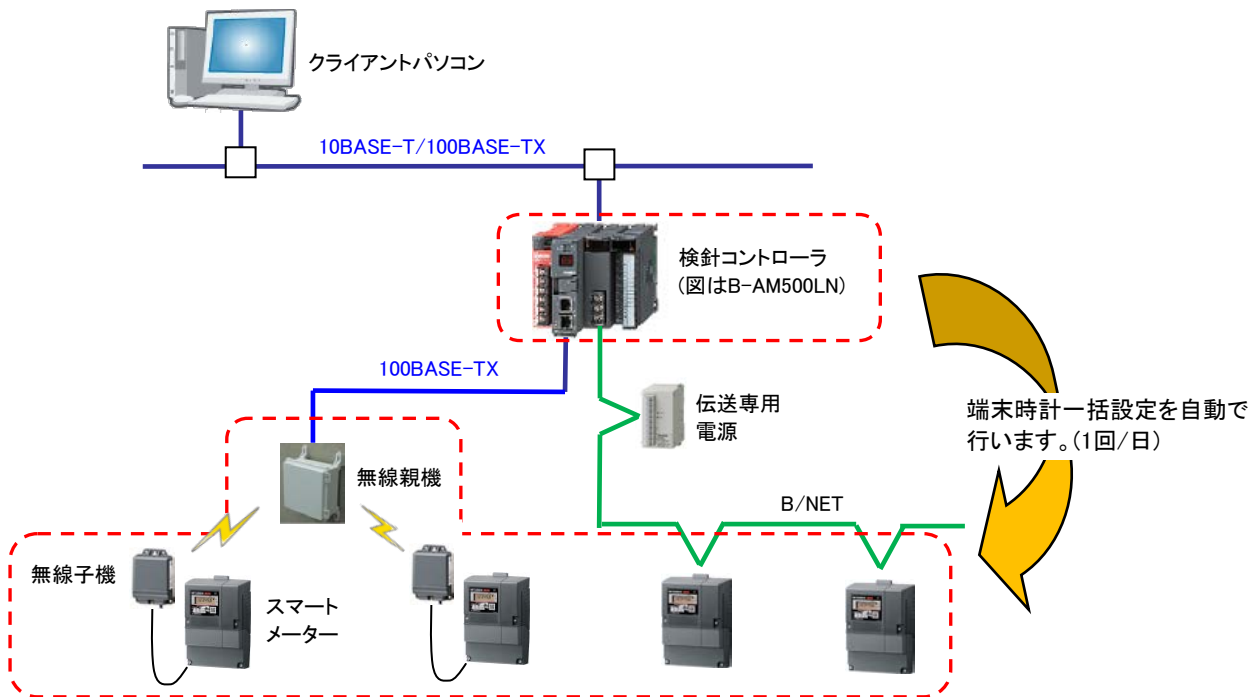 クライアントパソコン
10BASE-T/100BASE-TX
検針コントローラ
(図はB-AM500LN)
100BASE-TX
伝送専用
電源
端末時計一括設定を自動で
行います。(1回/日)
無線親機
B/NET
無線子機
スマート
メーター